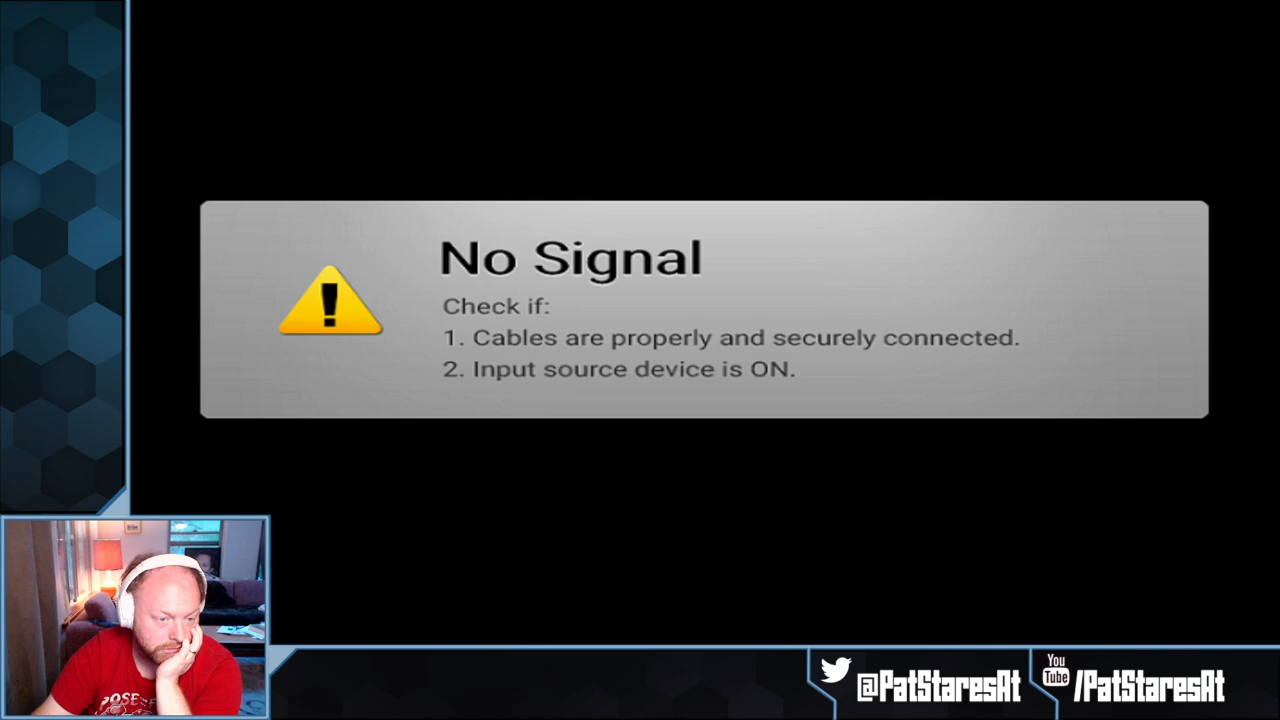 No Signal
Check if:
1. Cables are properly and securely connected.
2. Input source device is ON.
@PatStaresAt
You
Tube
/PatStaresAt